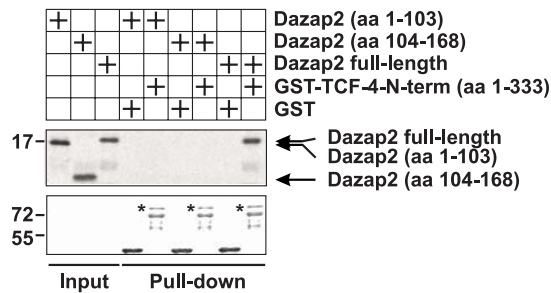 + + + Dazap2 (aa 1-103)
+ + + Dazap2 (aa 104-168)
+ + + Dazap2 full-length
+ + + GST-TCF-4-N-term (aa 1-333)
+ + + GST
17 Dazap2 full-length
Dazap2 (aa 1-103)
Dazap2 (aa 104-168)
* * *
72
55
Input Pull-down